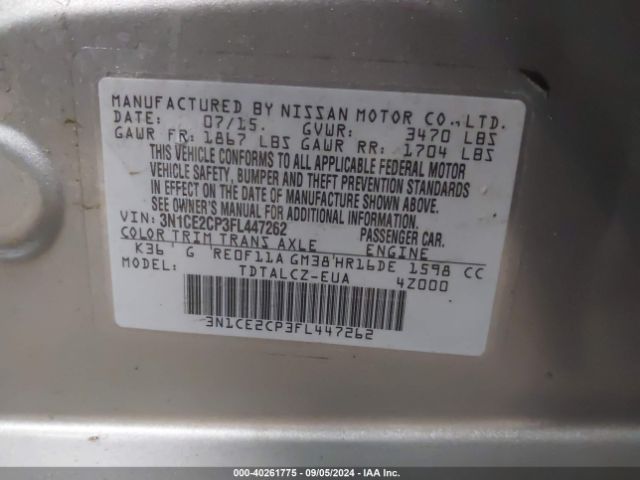 MANUFACTURED BY NISSAN MOTOR CO., LTD.
DATE: 07/15. GVWR: 3470 LBS
GAWR FR: 1867 LBS GAWR RR: 1704 LBS
THIS VEHICLE CONFORMS TO ALL APPLICABLE FEDERAL MOTOR
VEHICLE SAFETY, BUMPER AND THEFT PREVENTION STANDARDS
IN EFFECT ON THE DATE OF MANUFACTURE SHOWN ABOVE.
SEE OWNER'S MANUAL FOR ADDITIONAL INFORMATION.
VIN: 3N1CE2CP3FL447262 PASSENGER CAR.
COLOR TRIM TRANS AXLE ENGINE
K36 G RE0F11A GM38 HR16DE 1598 CC
MODEL: TDTALCZ-EUA 4Z000
3N1CE2CP3FL447262
000-40261775 - 09/05/2024 - IAA Inc.